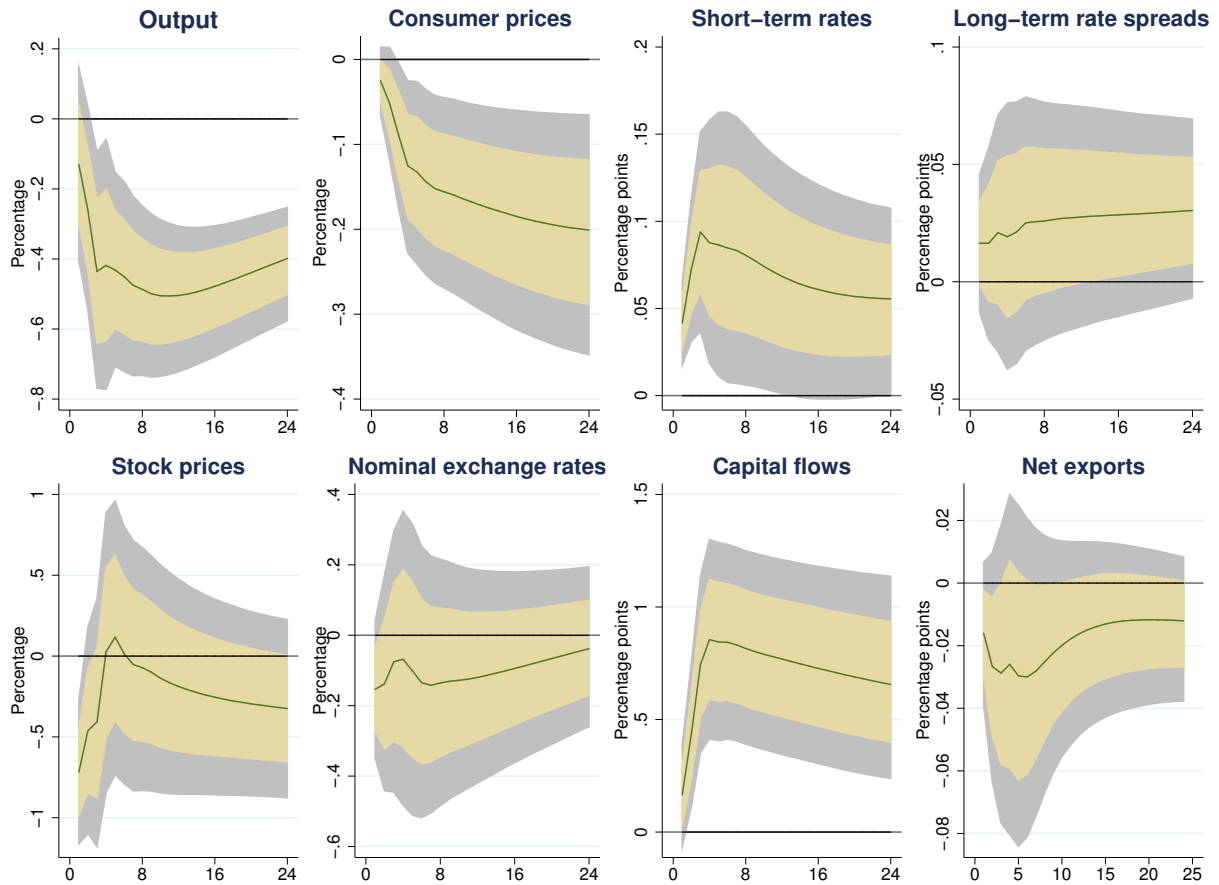 Output
Percentage
.2
0
−.2
−.4
−.6
−.8
0 8 16 24
Consumer prices
Percentage
0
−.1
−.2
−.3
−.4
0 8 16 24
Short−term rates
Percentage points
.2
.15
.1
.05
0
0 8 16 24
Long−term rate spreads
Percentage points
.1
.05
0
−.05
0 8 16 24
Stock prices
Percentage
1
.5
0
−.5
−1
0 8 16 24
Nominal exchange rates
Percentage
.4
.2
0
−.2
−.4
−.6
0 8 16 24
Capital flows
Percentage points
1.5
1
.5
0
0 8 16 24
Net exports
Percentage points
.02
0
−.02
−.04
−.06
−.08
0 5 10 15 20 25